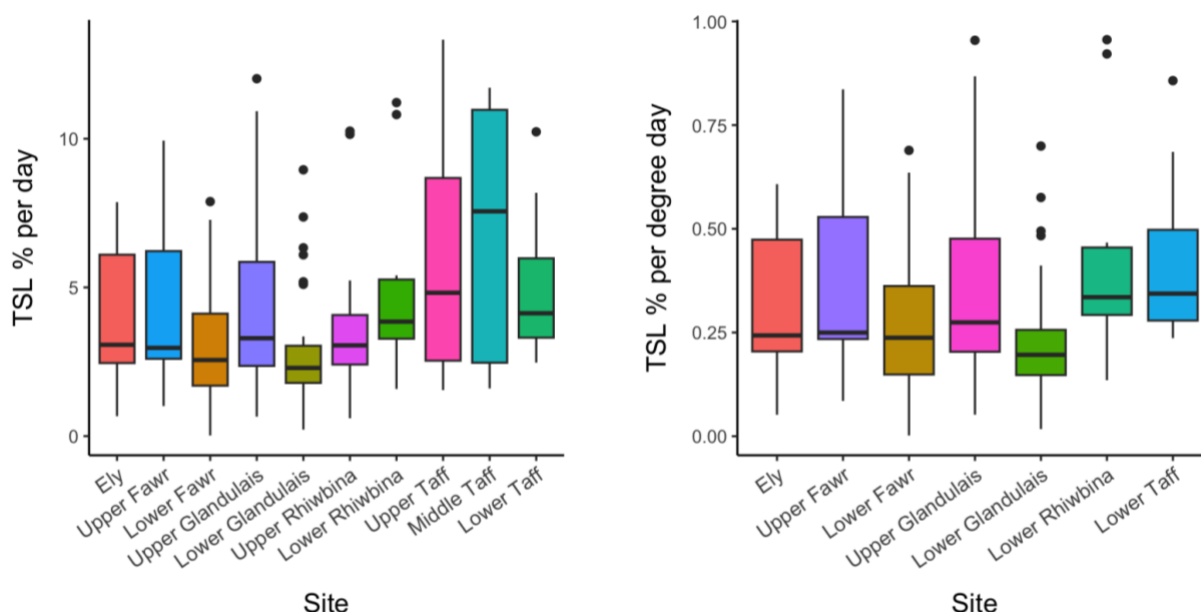 TSL % per day
10
5
0
Ely
Upper Fawr
Lower Fawr
Upper Glandulais
Lower Glandulais
Upper Rhiwbina
Lower Rhiwbina
Upper Taff
Middle Taff
Lower Taff
Site
TSL % per degree day
1.00
0.75
0.50
0.25
0.00
Ely
Upper Fawr
Lower Fawr
Upper Glandulais
Lower Glandulais
Lower Rhiwbina
Lower Taff
Site